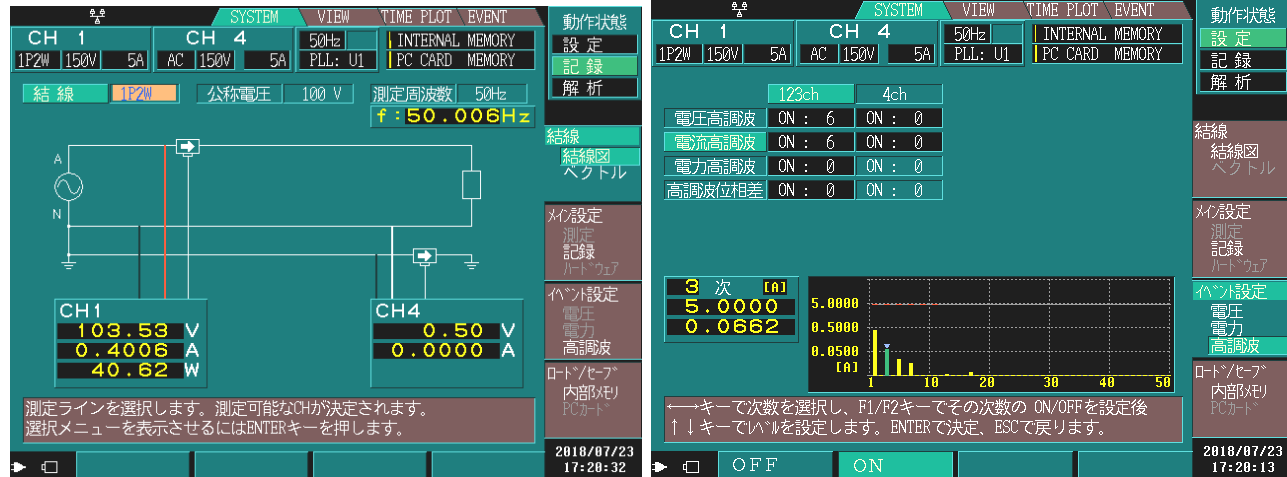 SYSTEM VIEW TIME PLOT EVENT
動作状態
CH 1 CH 4 50Hz INTERNAL MEMORY
設 定
1P2W 150V 5A AC 150V 5A PLL: U1 PC CARD MEMORY
記 録
解 析
結 線 1P2W 公称電圧 100 V 測定周波数 50Hz
f:50.006Hz
結線
結線図
ベクトル
A
N
メイン設定
測定
記録
ハードウェア
イベント設定
電圧
電力
高調波
CH1 CH4
103.53 V 0.50 V
0.4006 A 0.0000 A
40.62 W
ロード/セーブ
内部メモリ
PCカード
測定ラインを選択します。測定可能なCHが決定されます。
選択メニューを表示させるにはENTERキーを押します。
2018/07/23
17:20:32
SYSTEM VIEW TIME PLOT EVENT
動作状態
CH 1 CH 4 50Hz INTERNAL MEMORY
設 定
1P2W 150V 5A AC 150V 5A PLL: U1 PC CARD MEMORY
記 録
解 析
123ch 4ch
電圧高調波 ON : 6 ON : 0
電流高調波 ON : 6 ON : 0
電力高調波 ON : 0 ON : 0
高調波位相差 ON : 0 ON : 0
結線
結線図
ベクトル
メイン設定
測定
記録
ハードウェア
イベント設定
電圧
電力
高調波
3 次 [A]
5.0000
0.0662
5.0000
0.5000
0.0500
[A]
1 10 20 30 40 50
ロード/セーブ
内部メモリ
PCカード
←→キーで次数を選択し、F1/F2キーでその次数の ON/OFFを設定後
↑↓キーでレベルを設定します。ENTERで決定、ESCで戻ります。
OFF ON
2018/07/23
17:20:13